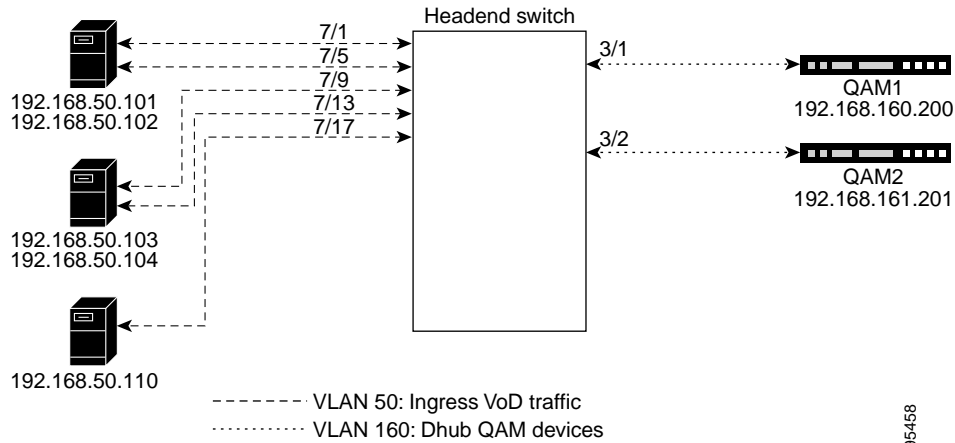 Headend switch
7/1
7/5
7/9
7/13
7/17
3/1
3/2
192.168.50.101
192.168.50.102
192.168.50.103
192.168.50.104
192.168.50.110
QAM1
192.168.160.200
QAM2
192.168.161.201
VLAN 50: Ingress VoD traffic
VLAN 160: Dhub QAM devices